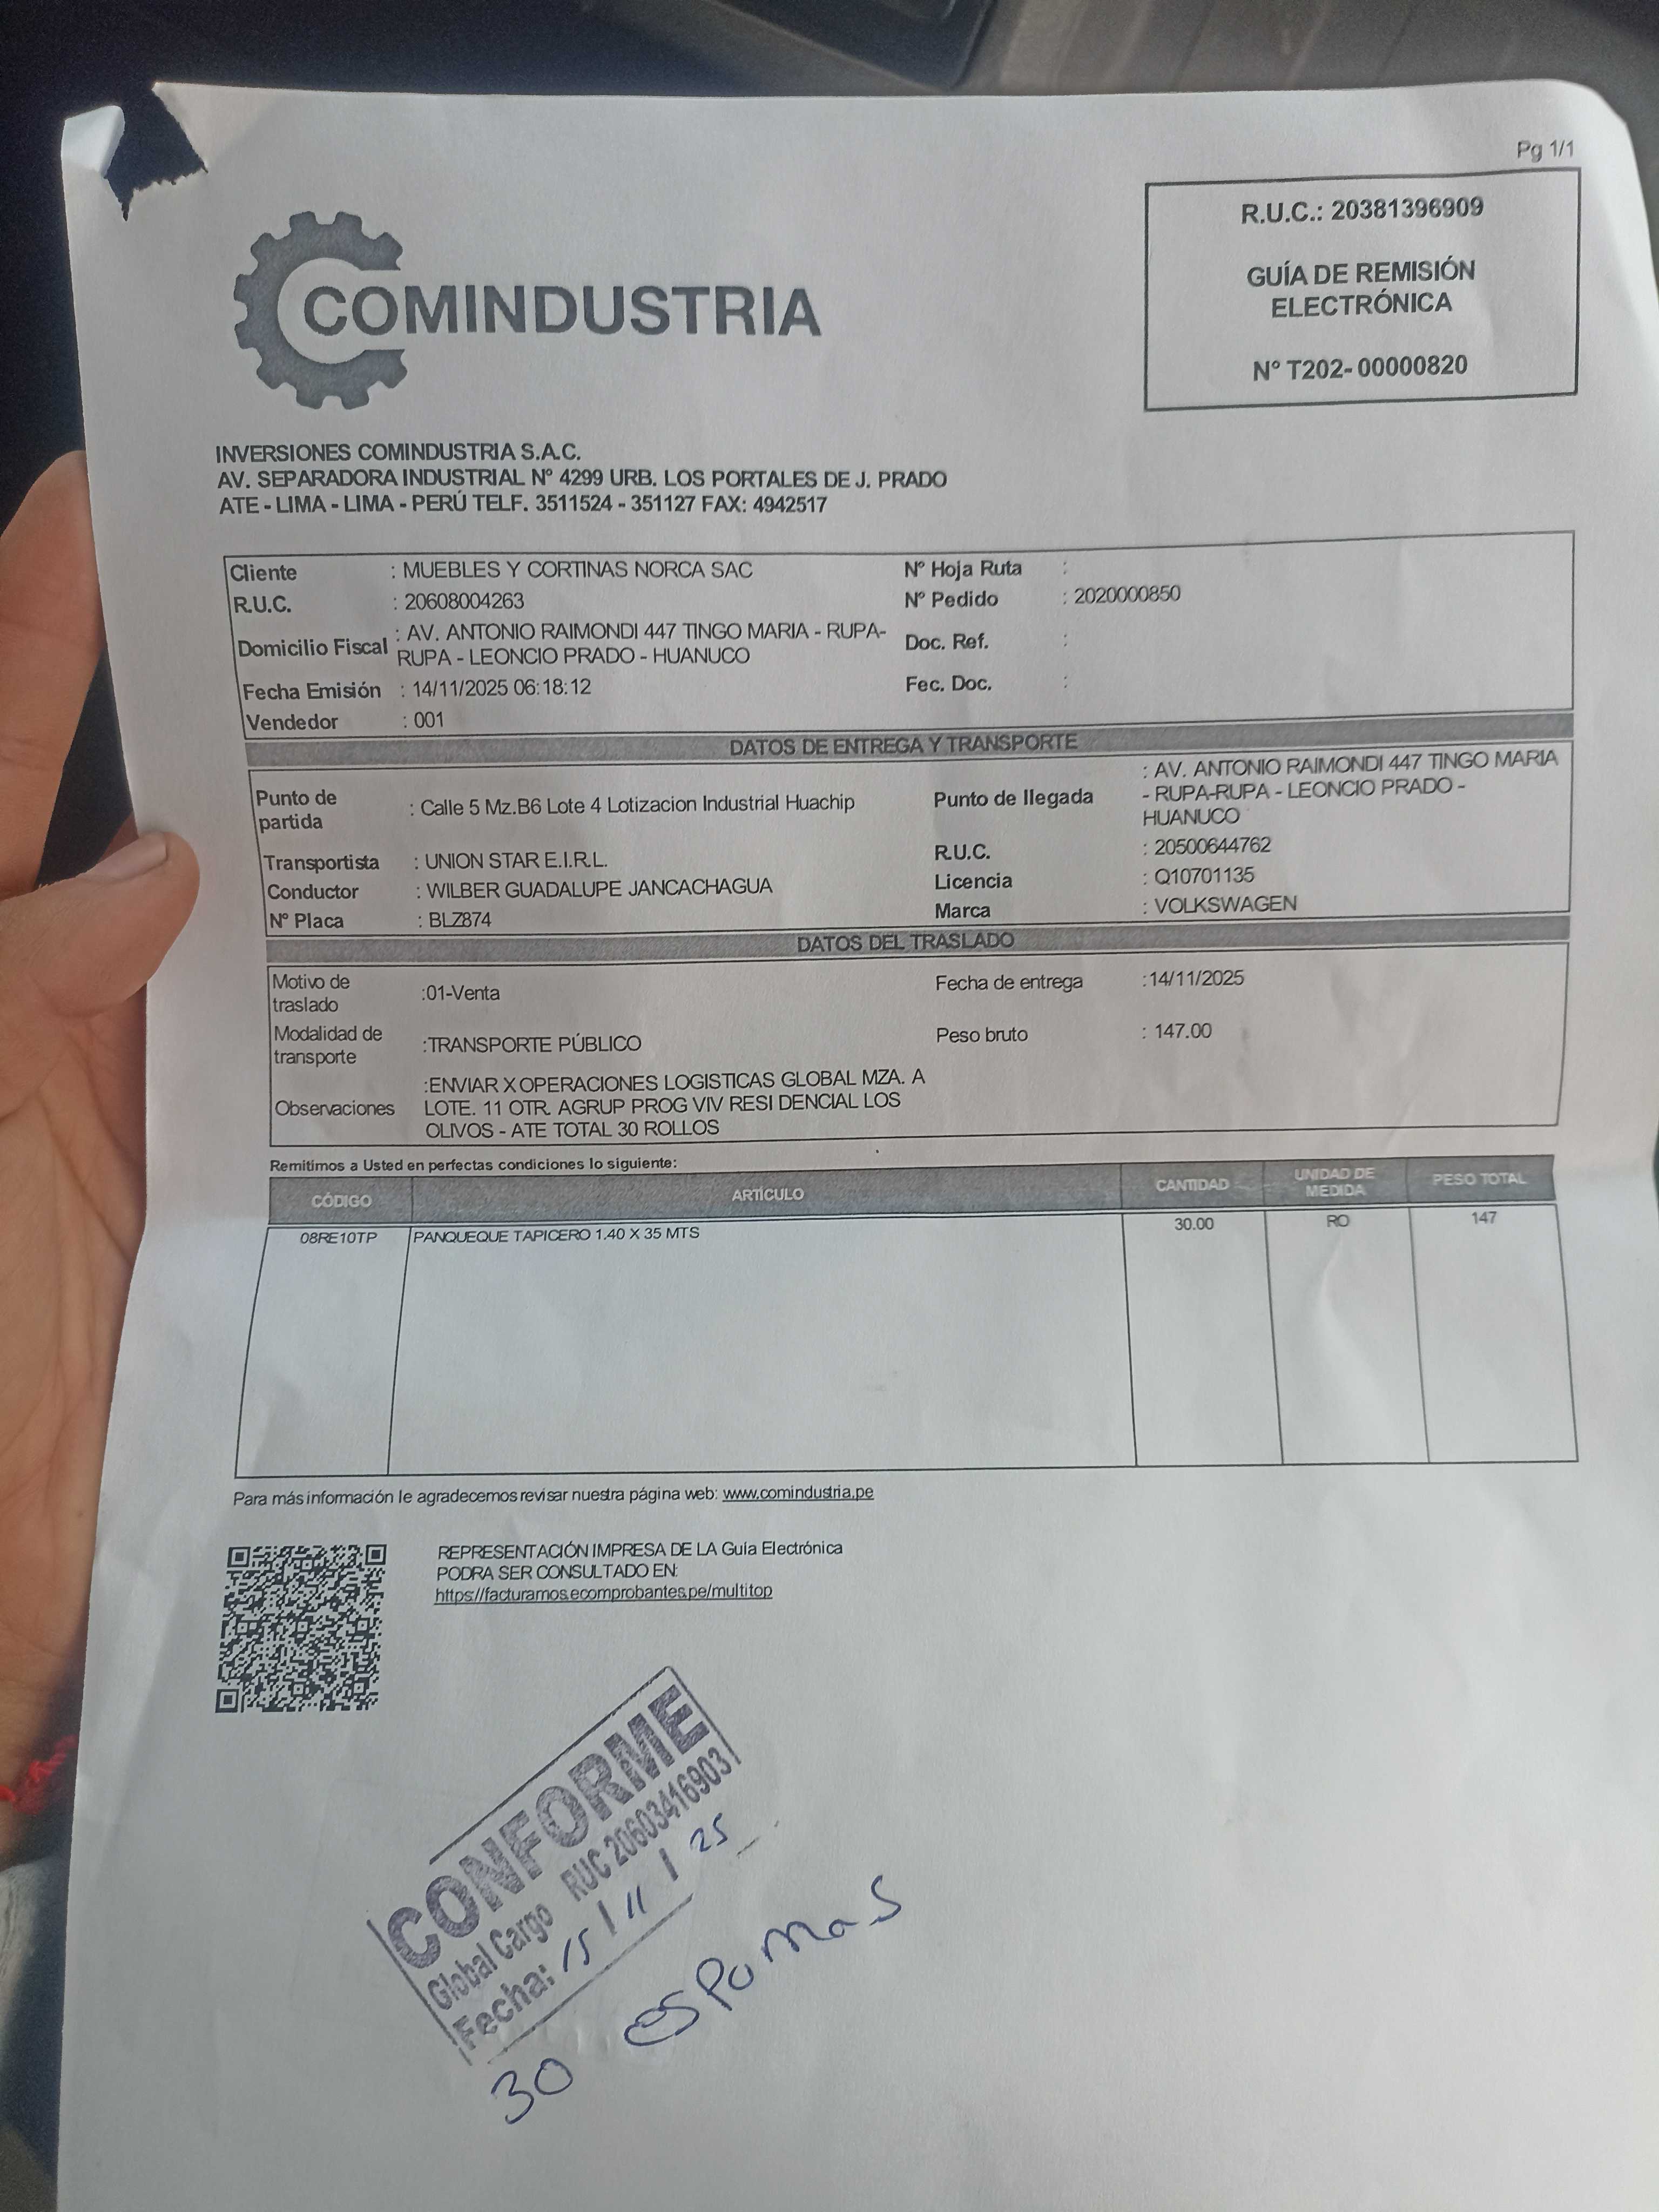 Pg 1/1
R.U.C.: 20381396909
GUÍA DE REMISIÓN
ELECTRÓNICA
Nº T202- 00000820
COMINDUSTRIA
INVERSIONES COMINDUSTRIA S.A.C.
AV. SEPARADORA INDUSTRIAL Nº 4299 URB. LOS PORTALES DE J. PRADO
ATE - LIMA - LIMA - PERÚ TELF. 3511524 - 351127 FAX: 4942517
Cliente : MUEBLES Y CORTINAS NORCA SAC Nº Hoja Ruta :
R.U.C. : 20608004263 Nº Pedido : 2020000850
Domicilio Fiscal : AV. ANTONIO RAIMONDI 447 TINGO MARIA - RUPA-
RUPA - LEONCIO PRADO - HUANUCO Doc. Ref. :
Fecha Emisión : 14/11/2025 06:18:12 Fec. Doc. :
Vendedor : 001
DATOS DE ENTREGA Y TRANSPORTE
Punto de
partida : Calle 5 Mz.B6 Lote 4 Lotizacion Industrial Huachip
Punto de llegada : AV. ANTONIO RAIMONDI 447 TINGO MARIA
- RUPA-RUPA - LEONCIO PRADO -
HUANUCO
Transportista : UNION STAR E.I.R.L. R.U.C. : 20500644762
Conductor : WILBER GUADALUPE JANCACHAGUA Licencia : Q10701135
Nº Placa : BLZ874 Marca : VOLKSWAGEN
DATOS DEL TRASLADO
Motivo de
traslado :01-Venta Fecha de entrega :14/11/2025
Modalidad de
transporte :TRANSPORTE PÚBLICO Peso bruto : 147.00
Observaciones :ENVIAR X OPERACIONES LOGISTICAS GLOBAL MZA. A
LOTE. 11 OTR. AGRUP PROG VIV RESI DENCIAL LOS
OLIVOS - ATE TOTAL 30 ROLLOS
Remitimos a Usted en perfectas condiciones lo siguiente:
CÓDIGO ARTÍCULO CANTIDAD UNIDAD DE MEDIDA PESO TOTAL
08RE10TP PANQUEQUE TAPICERO 1.40 X 35 MTS 30.00 RO 147
Para más información le agradecemos revisar nuestra página web: www.comindustria.pe
REPRESENTACIÓN IMPRESA DE LA Guía Electrónica
PODRA SER CONSULTADO EN:
https://facturamos.ecomprobantes.pe/multitop
CONFORME
Global Cargo RUC 20603416903
Fecha: 15 / 11 / 25
30 espomas